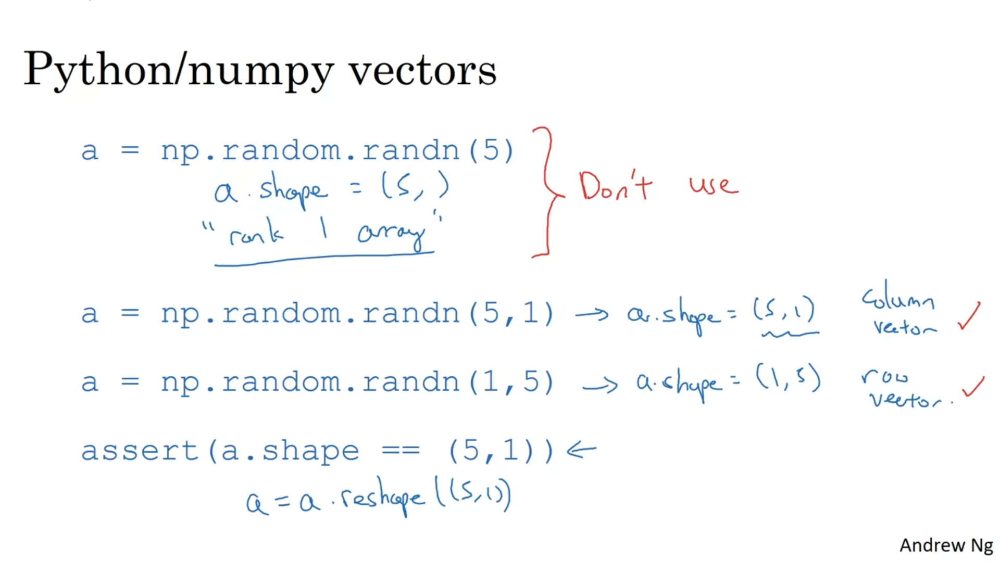 Python/numpy vectors
a = np.random.randn(5)
a.shape = (5, )
"rank 1 array"
Don't use
a = np.random.randn(5,1) → a.shape = (5,1) column vector ✓
a = np.random.randn(1,5) → a.shape = (1,5) row vector. ✓
assert(a.shape == (5,1)) ←
a = a.reshape((5,1))
Andrew Ng